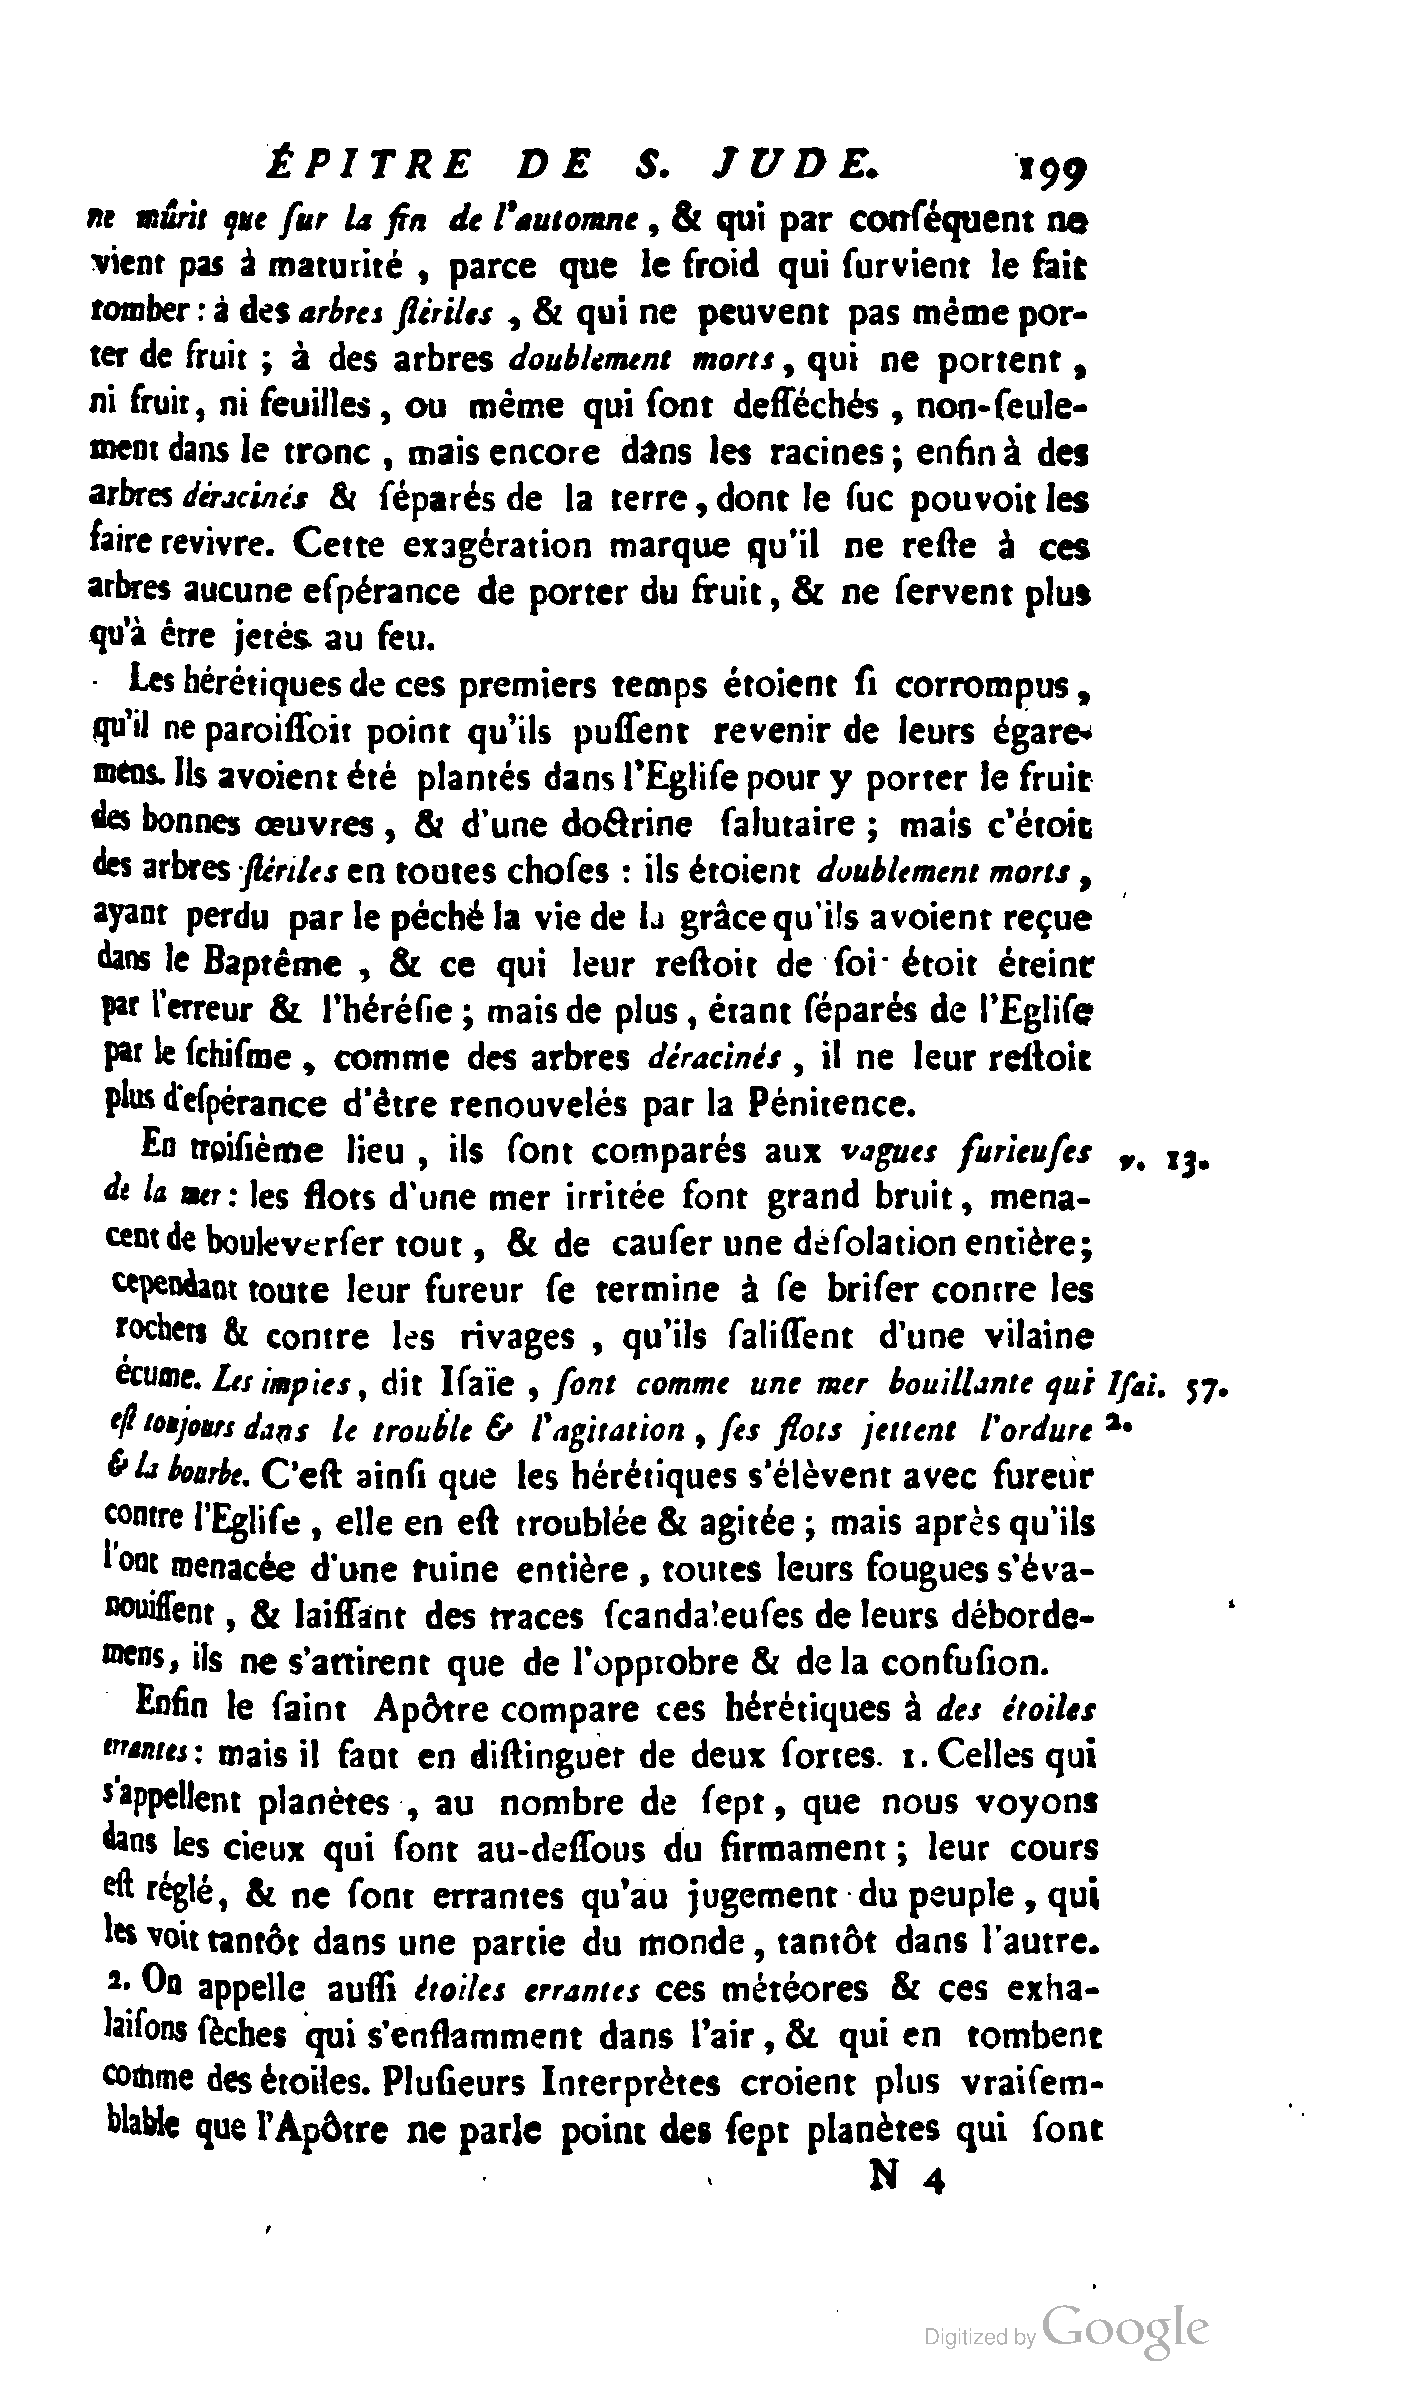 ÉPITRE DE S. JUDE. 199
ne mûrit que ſur la fin de l'automne, & qui par conſéquent ne
vient pas à maturité, parce que le froid qui ſurvient le fait
tomber : à des arbres ſtériles, & qui ne peuvent pas même por-
ter de fruit ; à des arbres doublement morts, qui ne portent,
ni fruit, ni feuilles, ou même qui ſont deſſéchés, non-ſeule-
ment dans le tronc, mais encore dans les racines ; enfin à des
arbres déracinés & ſéparés de la terre, dont le ſuc pouvoit les
faire revivre. Cette exagération marque qu'il ne reſte à ces
arbres aucune eſpérance de porter du fruit, & ne ſervent plus
qu'à être jetés au feu.
Les hérétiques de ces premiers temps étoient ſi corrompus,
qu'il ne paroiſſoit point qu'ils puſſent revenir de leurs égare-
mens. Ils avoient été plantés dans l'Egliſe pour y porter le fruit
des bonnes œuvres, & d'une doctrine ſalutaire ; mais c'étoit
des arbres ſtériles en toutes choſes : ils étoient doublement morts,
ayant perdu par le péché la vie de la grâce qu'ils avoient reçue
dans le Baptême, & ce qui leur reſtoit de foi étoit éteint
par l'erreur & l'héréſie ; mais de plus, étant ſéparés de l'Egliſe
par le ſchiſme, comme des arbres déracinés, il ne leur reſtoit
plus d'eſpérance d'être renouvelés par la Pénitence.
En troiſième lieu, ils ſont comparés aux vagues furieuſes v. 13.
de la mer : les flots d'une mer irritée font grand bruit, mena-
cent de bouleverſer tout, & de cauſer une déſolation entière ;
cependant toute leur fureur ſe termine à ſe briſer contre les
rochers & contre les rivages, qu'ils ſaliſſent d'une vilaine
écume. Les impies, dit Iſaïe, ſont comme une mer bouillante qui Iſai. 57.
eſt toujours dans le trouble & l'agitation, ſes flots jettent l'ordure 2.
& la bourbe. C'eſt ainſi que les hérétiques s'élèvent avec fureur
contre l'Egliſe, elle en eſt troublée & agitée ; mais après qu'ils
l'ont menacée d'une ruine entière, toutes leurs fougues s'éva-
nouiſſent, & laiſſant des traces ſcandaleuſes de leurs déborde-
mens, ils ne s'attirent que de l'opprobre & de la confuſion.
Enfin le ſaint Apôtre compare ces hérétiques à des étoiles
errantes : mais il faut en diſtinguer de deux ſortes. 1. Celles qui
s'appellent planètes, au nombre de ſept, que nous voyons
dans les cieux qui ſont au-deſſous du firmament ; leur cours
eſt réglé, & ne ſont errantes qu'au jugement du peuple, qui
les voit tantôt dans une partie du monde, tantôt dans l'autre.
2. On appelle auſſi étoiles errantes ces météores & ces exha-
laiſons ſèches qui s'enflamment dans l'air, & qui en tombent
comme des étoiles. Pluſieurs Interprètes croient plus vraiſem-
blable que l'Apôtre ne parle point des ſept planètes qui ſont
N 4
Digitized by Google